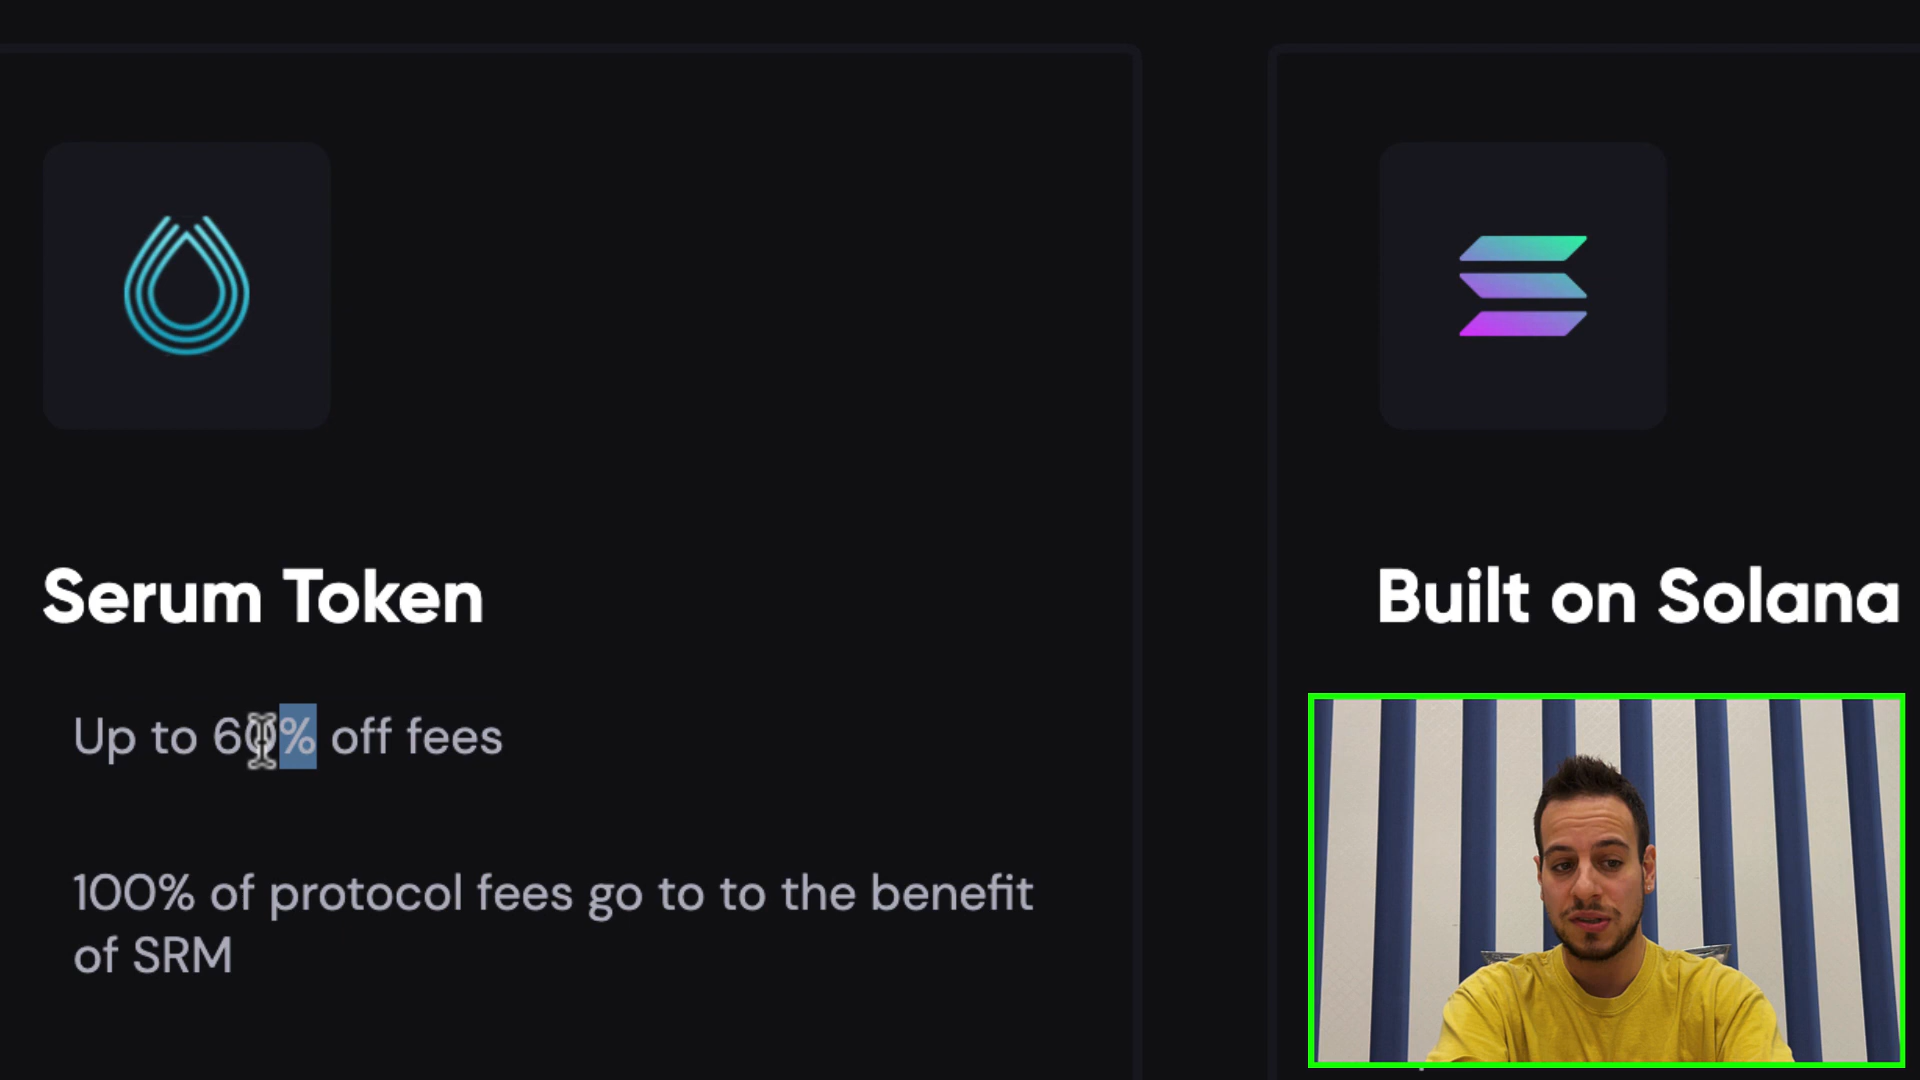 Serum Token
Up to 60% off fees
100% of protocol fees go to to the benefit
of SRM
Built on Solana